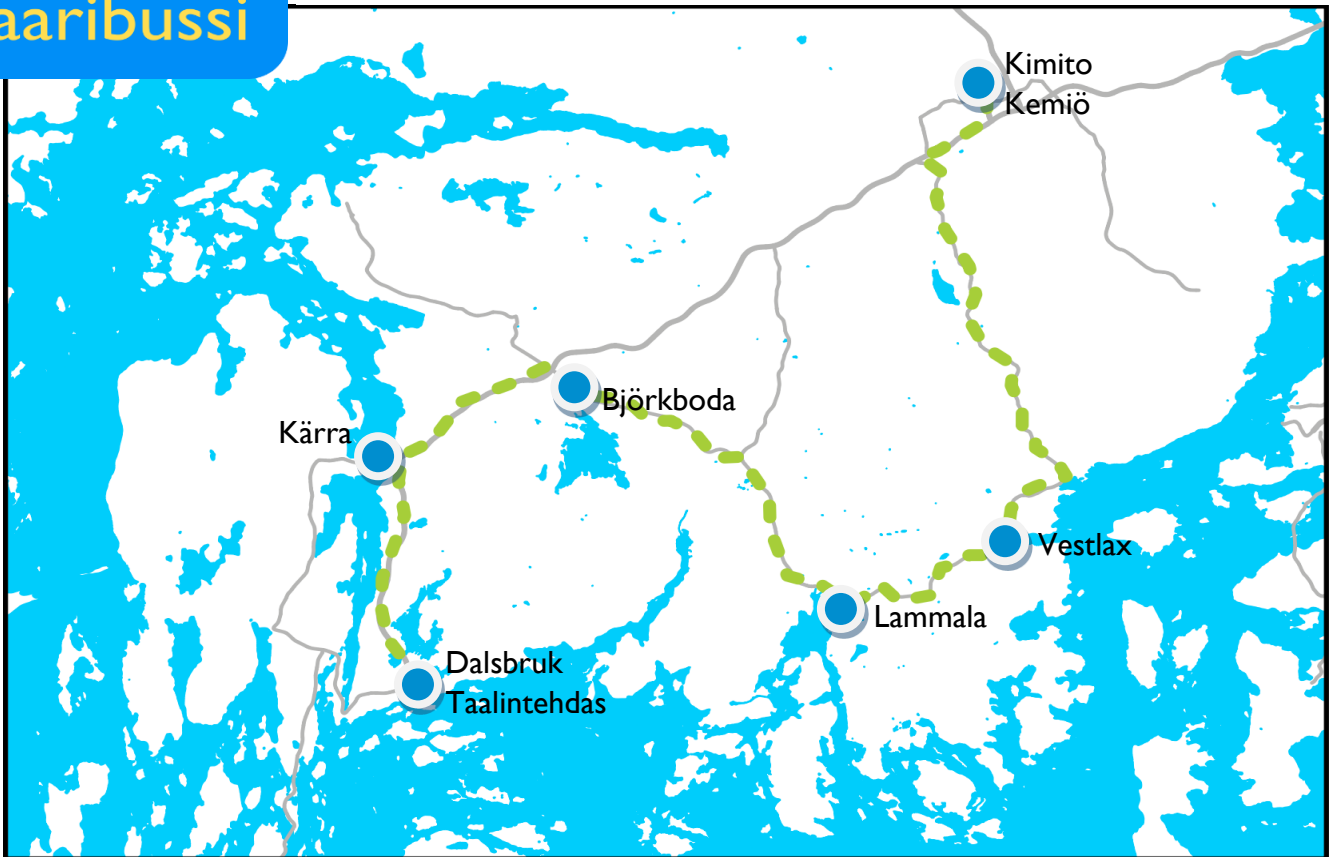 aaribussi
Kimito
Kemiö
Björkboda
Kärra
Vestlax
Lammala
Dalsbruk
Taalintehdas